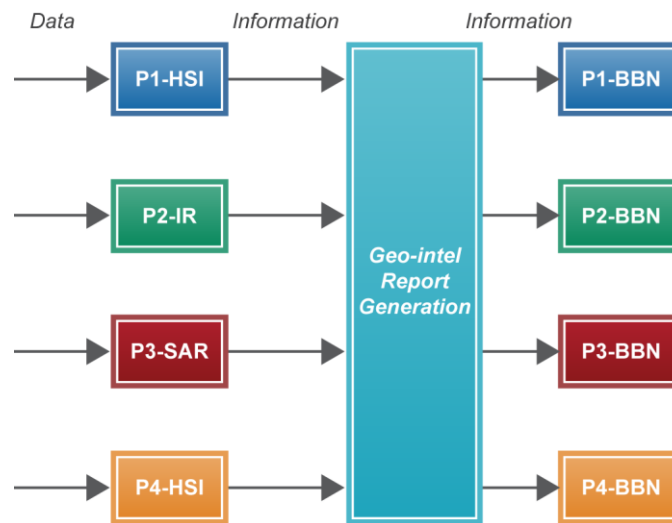 Data
Information
Information
P1-HSI
P1-BBN
P2-IR
P2-BBN
Geo-intel
Report
Generation
P3-SAR
P3-BBN
P4-HSI
P4-BBN